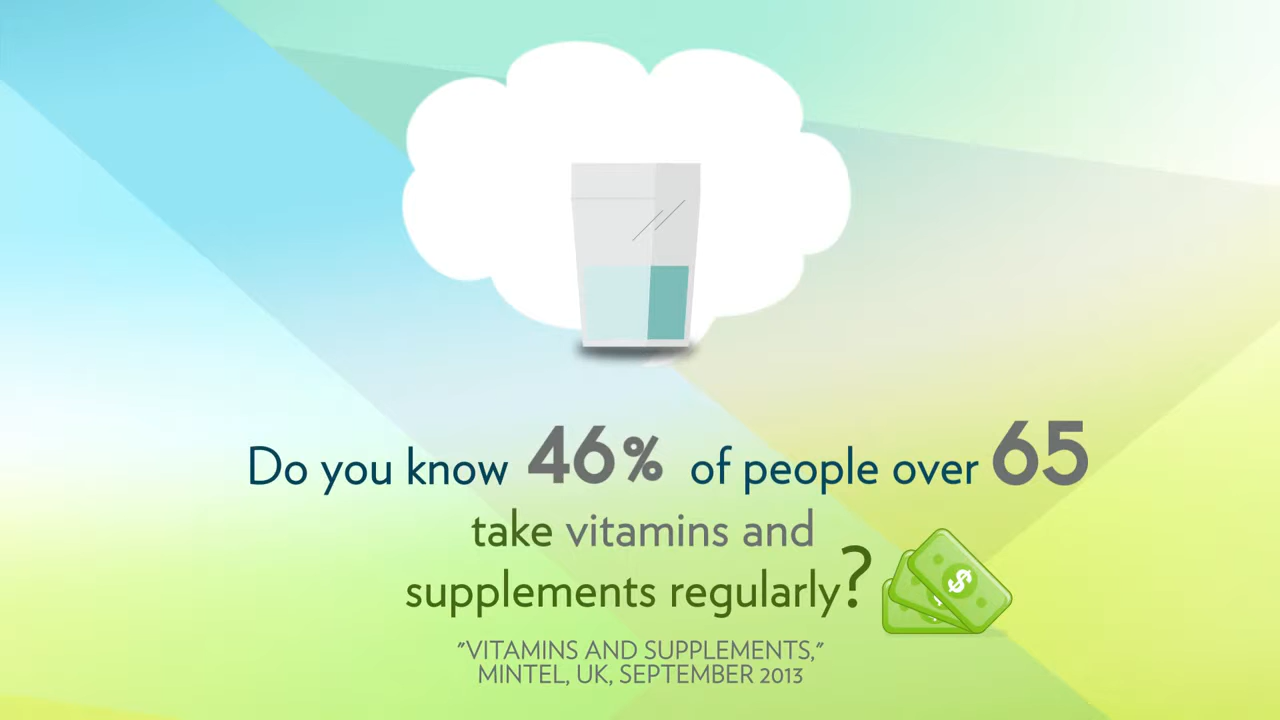 Do you know 46% of people over 65
take vitamins and
supplements regularly?
"VITAMINS AND SUPPLEMENTS,"
MINTEL, UK, SEPTEMBER 2013